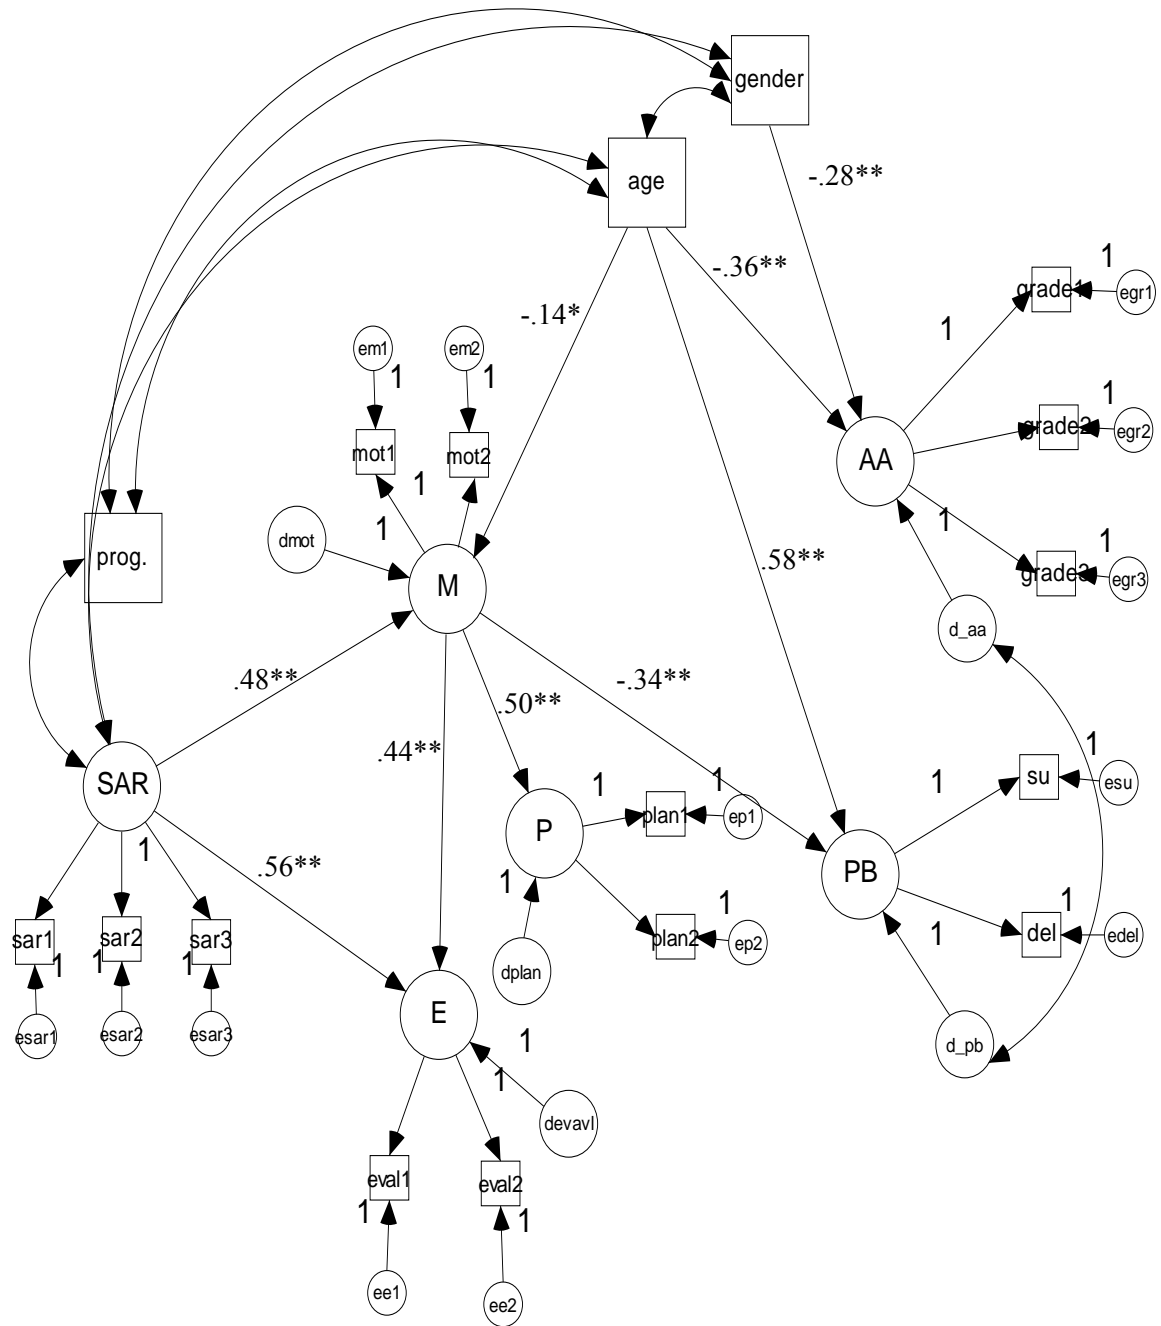 gender
age
-.28**
-.36**
-.14*
1
grade1
egr1
1
em1
em2
1
1
mot1
mot2
1
grade2
egr2
AA
1
1
dmot
prog.
M
.58**
1
1
grade3
egr3
d_aa
.48**
-.34**
.50**
.44**
SAR
1
su
esu
1
1
1
1
plan1
ep1
P
1
.56**
PB
1
1
sar1
sar2
sar3
1
1
1
1
plan2
ep2
1
del
edel
1
dplan
E
esar1
esar2
esar3
1
1
d_pb
devavl
eval1
eval2
1
1
ee1
ee2